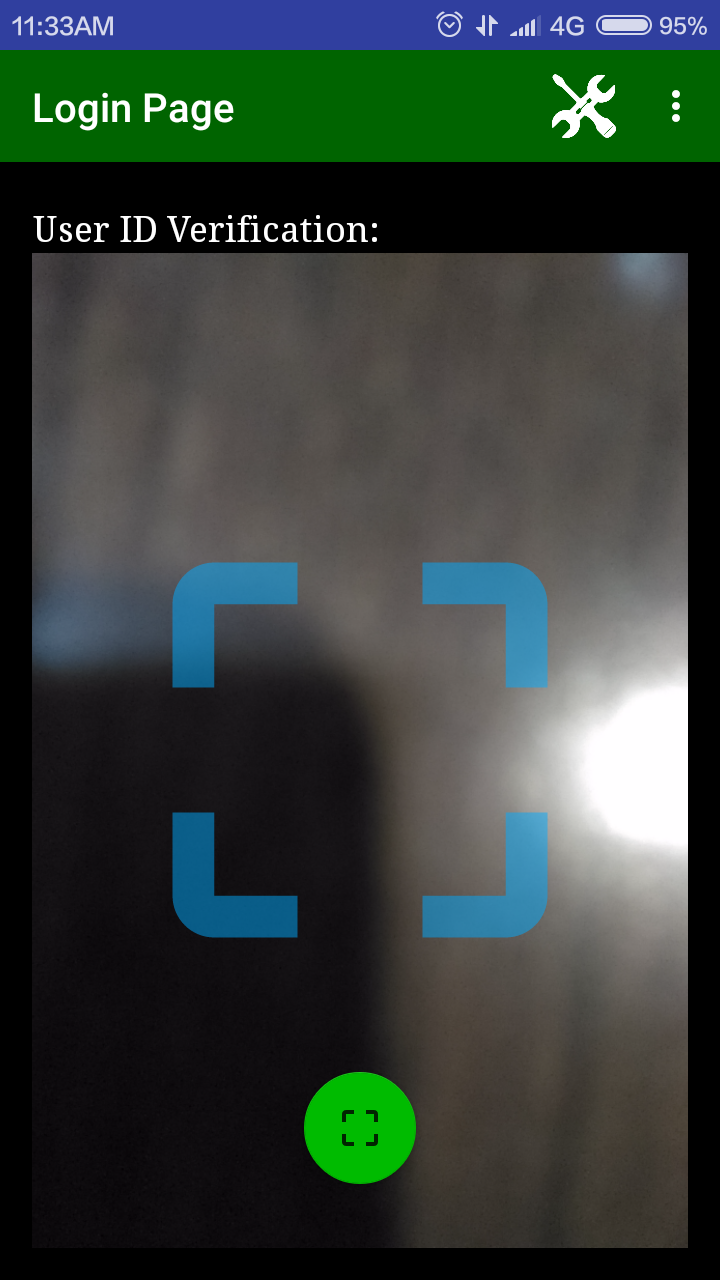 11:33AM
4G
95%
Login Page
User ID Verification: